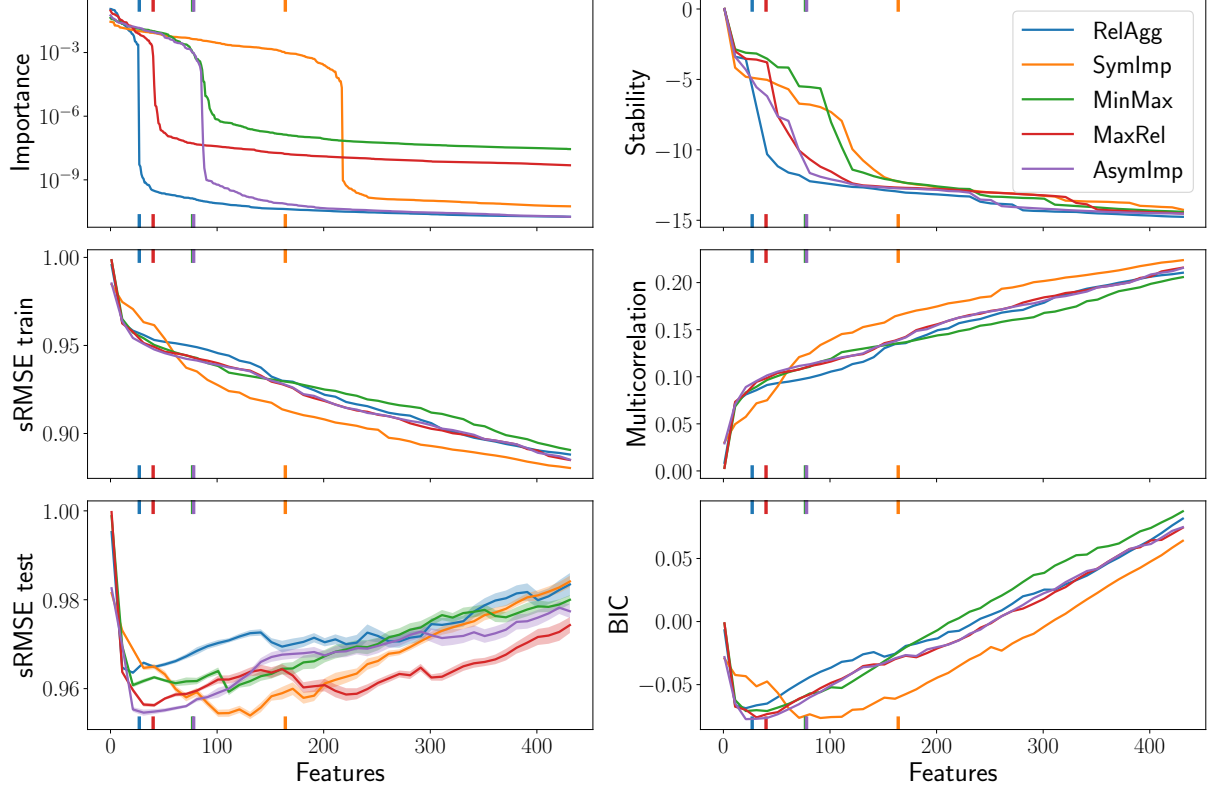 Importance
10⁻³
10⁻⁶
10⁻⁹
Stability
0
−5
−10
−15
RelAgg
SymImp
MinMax
MaxRel
AsymImp
sRMSE train
1.00
0.95
0.90
Multicorrelation
0.20
0.15
0.10
0.05
0.00
sRMSE test
1.00
0.98
0.96
0 100 200 300 400
Features
BIC
0.05
0.00
−0.05
0 100 200 300 400
Features